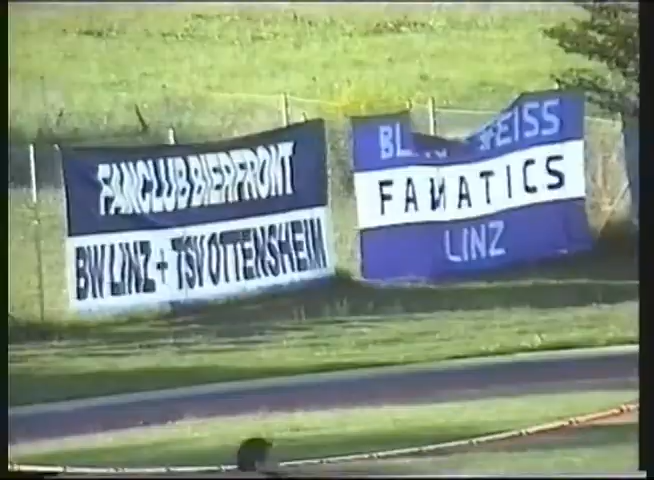 FANCLUB BIERFRONT
BW LINZ + TSV OTTENSHEIM
WEISS
FANATICS
LINZ